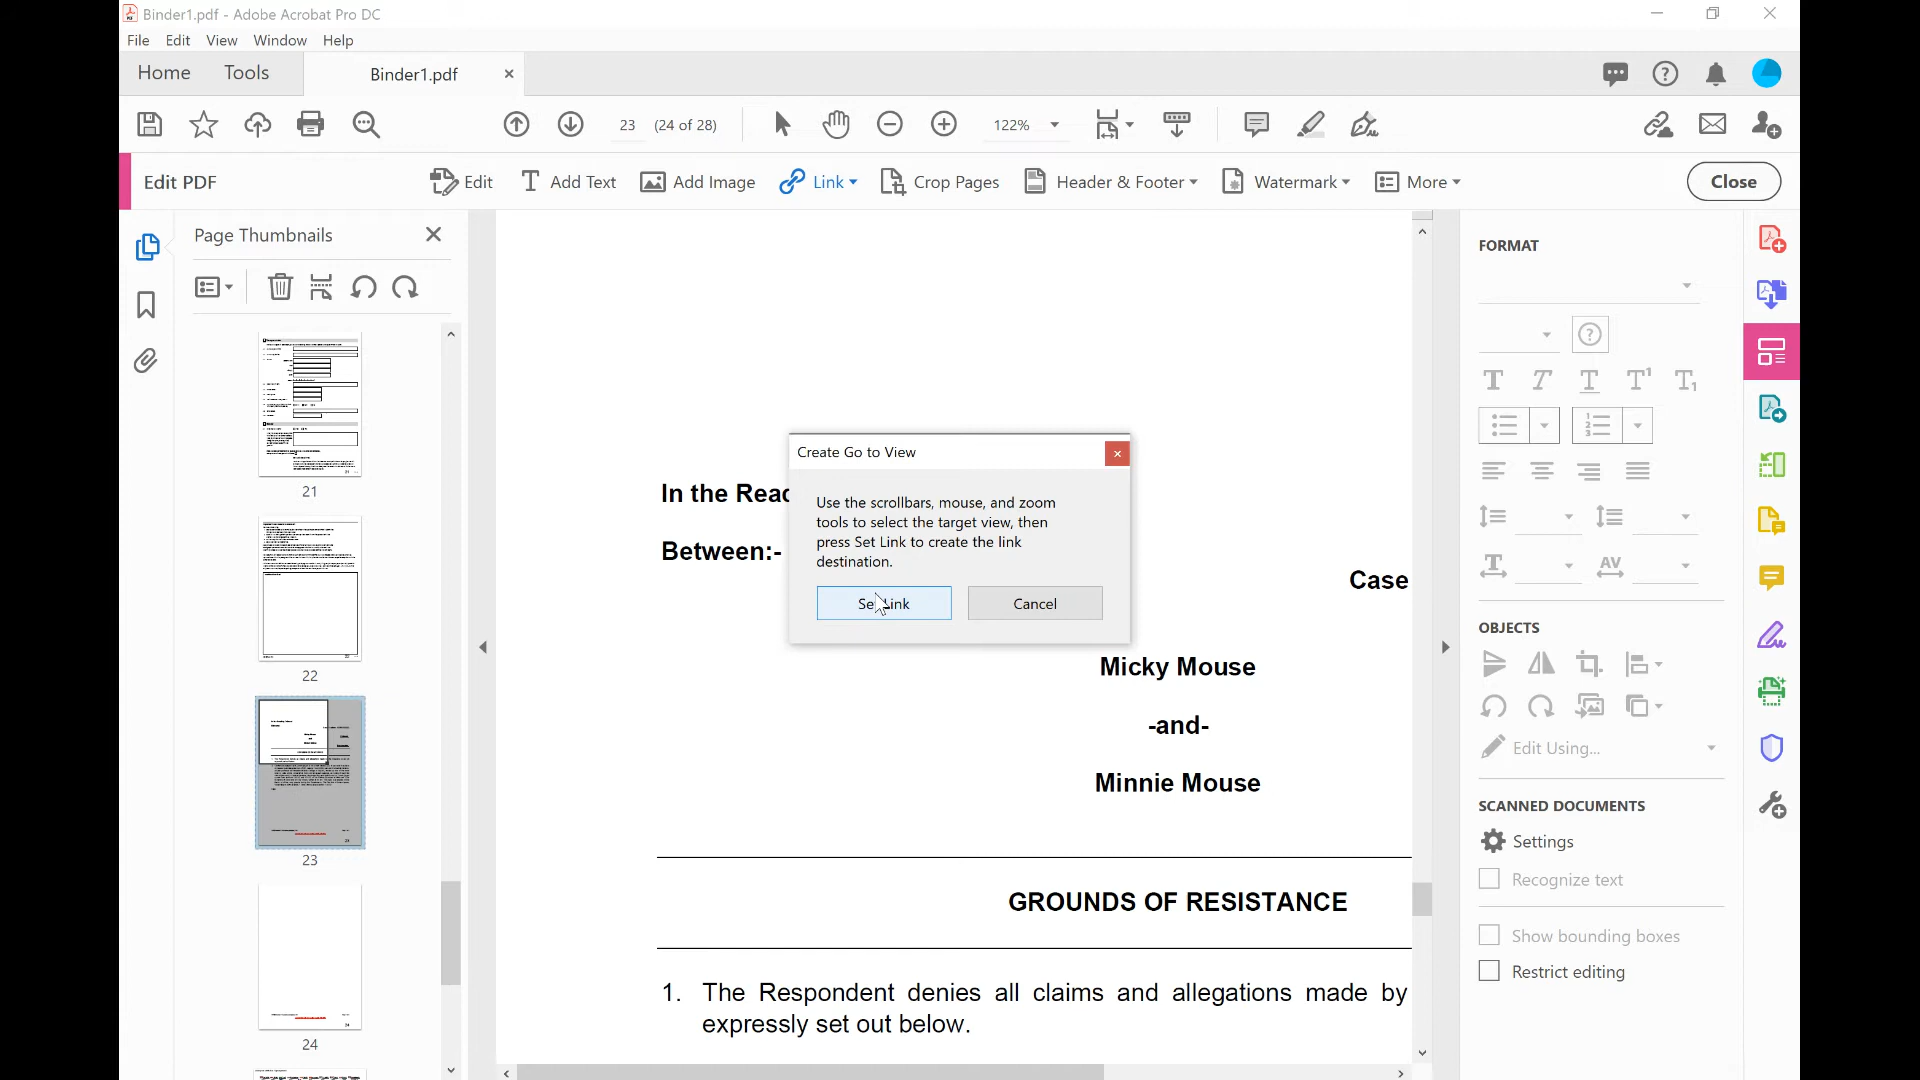 Binder1.pdf - Adobe Acrobat Pro DC
File Edit View Window Help
Home Tools Binder1.pdf
23 (24 of 28) 122%
Edit PDF Edit Add Text Add Image Link Crop Pages Header & Footer Watermark More Close
Page Thumbnails
21
22
23
24
In the Read
Between:-
Case
Micky Mouse
-and-
Minnie Mouse
GROUNDS OF RESISTANCE
1. The Respondent denies all claims and allegations made by
expressly set out below.
Create Go to View
Use the scrollbars, mouse, and zoom
tools to select the target view, then
press Set Link to create the link
destination.
Set Link Cancel
FORMAT
OBJECTS
Edit Using...
SCANNED DOCUMENTS
Settings
Recognize text
Show bounding boxes
Restrict editing